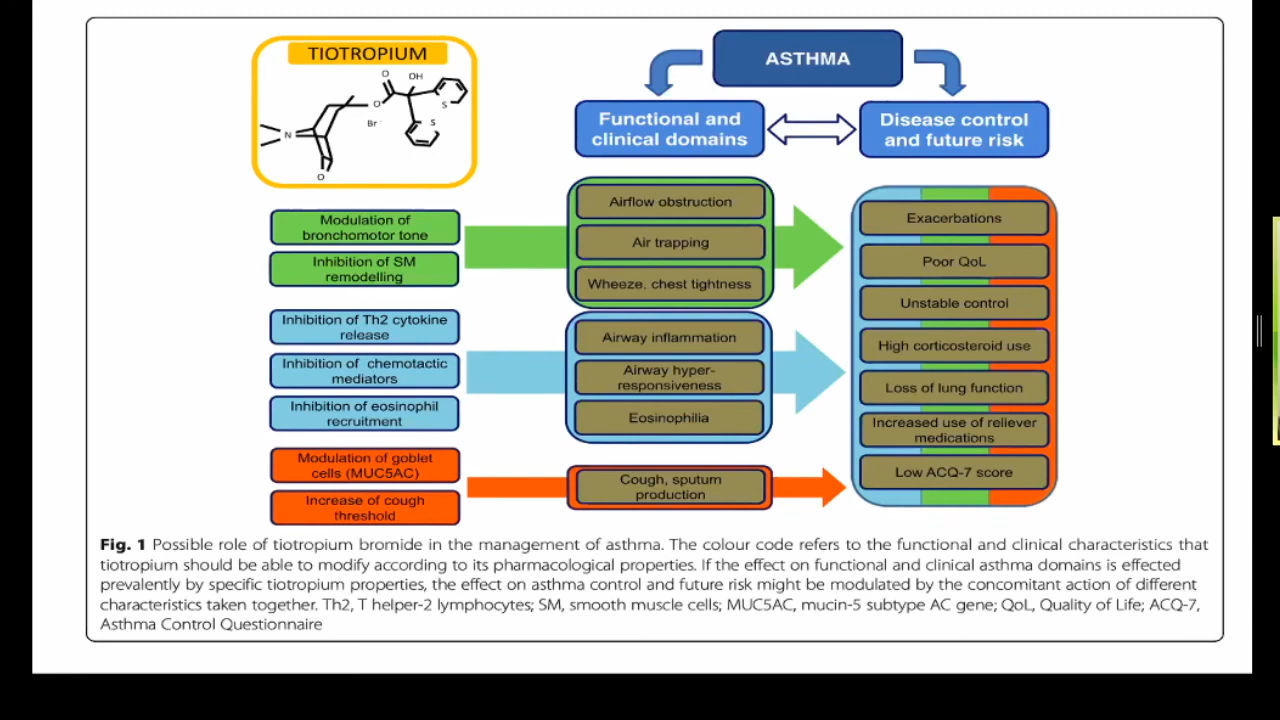 TIOTROPIUM
O
OH
O
S
S
Br-
N
O
ASTHMA
Functional and
clinical domains
Disease control
and future risk
Modulation of
bronchomotor tone
Inhibition of SM
remodelling
Inhibition of Th2 cytokine
release
Inhibition of chemotactic
mediators
Inhibition of eosinophil
recruitment
Modulation of goblet
cells (MUC5AC)
Increase of cough
threshold
Airflow obstruction
Air trapping
Wheeze, chest tightness
Airway inflammation
Airway hyper-
responsiveness
Eosinophilia
Cough, sputum
production
Exacerbations
Poor QoL
Unstable control
High corticosteroid use
Loss of lung function
Increased use of reliever
medications
Low ACQ-7 score
Fig. 1 Possible role of tiotropium bromide in the management of asthma. The colour code refers to the functional and clinical characteristics that
tiotropium should be able to modify according to its pharmacological properties. If the effect on functional and clinical asthma domains is effected
prevalently by specific tiotropium properties, the effect on asthma control and future risk might be modulated by the concomitant action of different
characteristics taken together. Th2, T helper-2 lymphocytes; SM, smooth muscle cells; MUC5AC, mucin-5 subtype AC gene; QoL, Quality of Life; ACQ-7,
Asthma Control Questionnaire